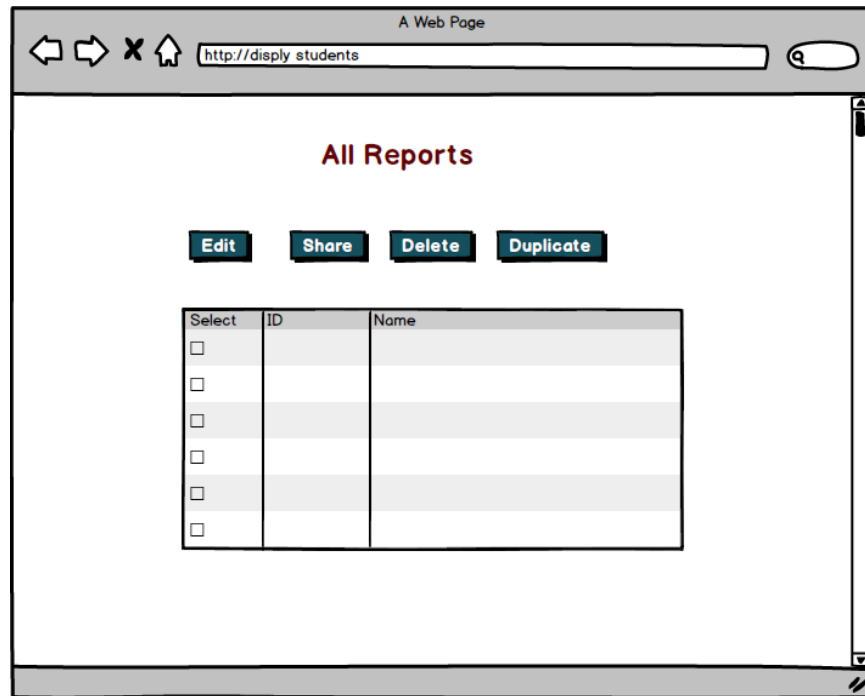 A Web Page
http://disply students
All Reports
Edit Share Delete Duplicate
Select ID Name